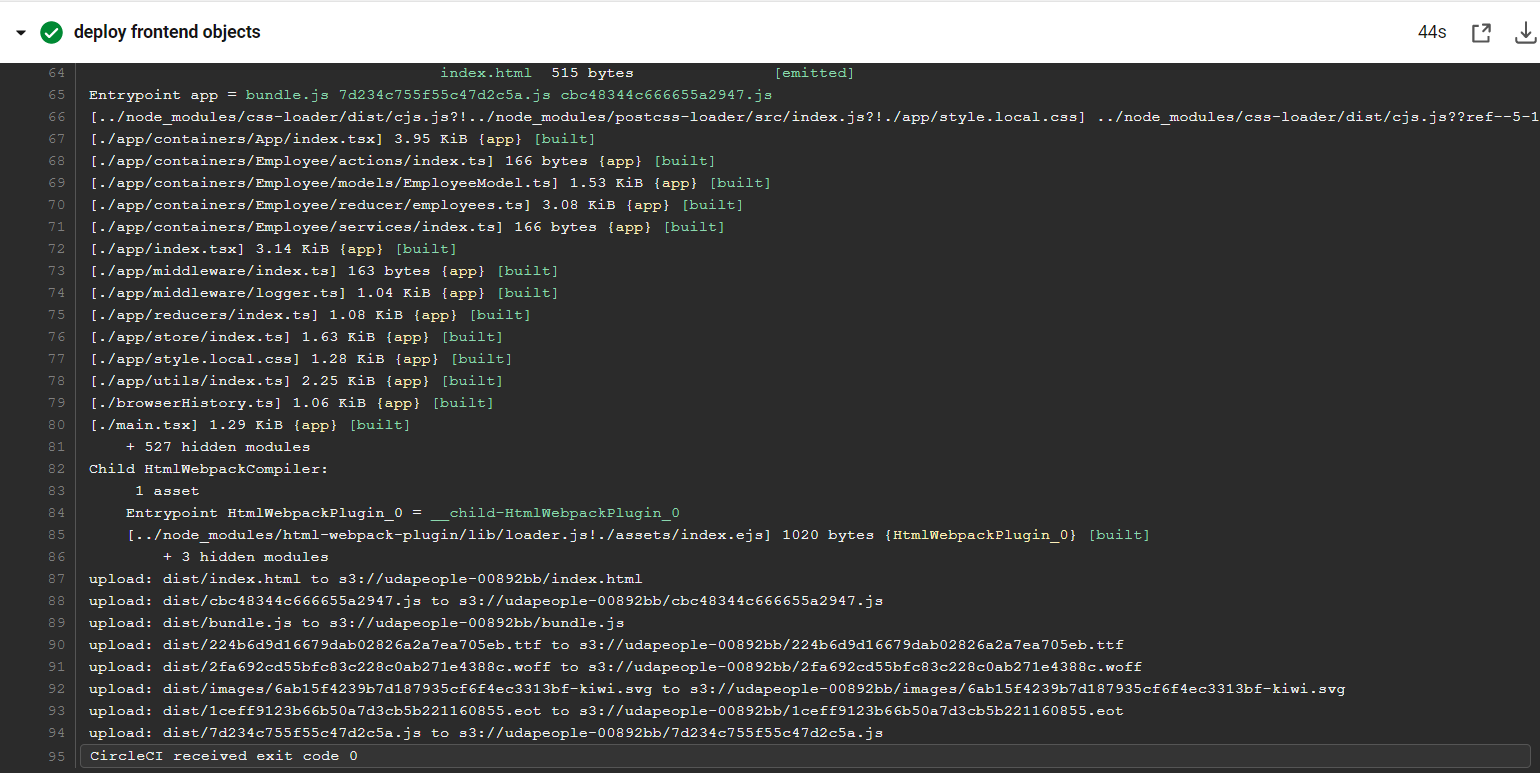 deploy frontend objects 44s
64 index.html 515 bytes [emitted]
65 Entrypoint app = bundle.js 7d234c755f55c47d2c5a.js cbc48344c666655a2947.js
66 [../node_modules/css-loader/dist/cjs.js?!../node_modules/postcss-loader/src/index.js?!./app/style.local.css] ../node_modules/css-loader/dist/cjs.js??ref--5-1
67 [./app/containers/App/index.tsx] 3.95 KiB {app} [built]
68 [./app/containers/Employee/actions/index.ts] 166 bytes {app} [built]
69 [./app/containers/Employee/models/EmployeeModel.ts] 1.53 KiB {app} [built]
70 [./app/containers/Employee/reducer/employees.ts] 3.08 KiB {app} [built]
71 [./app/containers/Employee/services/index.ts] 166 bytes {app} [built]
72 [./app/index.tsx] 3.14 KiB {app} [built]
73 [./app/middleware/index.ts] 163 bytes {app} [built]
74 [./app/middleware/logger.ts] 1.04 KiB {app} [built]
75 [./app/reducers/index.ts] 1.08 KiB {app} [built]
76 [./app/store/index.ts] 1.63 KiB {app} [built]
77 [./app/style.local.css] 1.28 KiB {app} [built]
78 [./app/utils/index.ts] 2.25 KiB {app} [built]
79 [./browserHistory.ts] 1.06 KiB {app} [built]
80 [./main.tsx] 1.29 KiB {app} [built]
81 + 527 hidden modules
82 Child HtmlWebpackCompiler:
83 1 asset
84 Entrypoint HtmlWebpackPlugin_0 = __child-HtmlWebpackPlugin_0
85 [../node_modules/html-webpack-plugin/lib/loader.js!./assets/index.ejs] 1020 bytes {HtmlWebpackPlugin_0} [built]
86 + 3 hidden modules
87 upload: dist/index.html to s3://udapeople-00892bb/index.html
88 upload: dist/cbc48344c666655a2947.js to s3://udapeople-00892bb/cbc48344c666655a2947.js
89 upload: dist/bundle.js to s3://udapeople-00892bb/bundle.js
90 upload: dist/224b6d9d16679dab02826a2a7ea705eb.ttf to s3://udapeople-00892bb/224b6d9d16679dab02826a2a7ea705eb.ttf
91 upload: dist/2fa692cd55bfc83c228c0ab271e4388c.woff to s3://udapeople-00892bb/2fa692cd55bfc83c228c0ab271e4388c.woff
92 upload: dist/images/6ab15f4239b7d187935cf6f4ec3313bf-kiwi.svg to s3://udapeople-00892bb/images/6ab15f4239b7d187935cf6f4ec3313bf-kiwi.svg
93 upload: dist/1ceff9123b66b50a7d3cb5b221160855.eot to s3://udapeople-00892bb/1ceff9123b66b50a7d3cb5b221160855.eot
94 upload: dist/7d234c755f55c47d2c5a.js to s3://udapeople-00892bb/7d234c755f55c47d2c5a.js
95 CircleCI received exit code 0